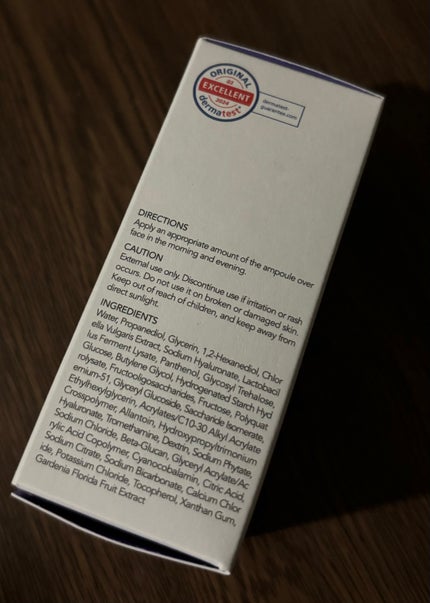 ORIGINAL
EXCELLENT
2024
dermatest®
dermatest-
guarantee.com
DIRECTIONS
Apply an appropriate amount of the ampoule over
face in the morning and evening.
CAUTION
External use only. Discontinue use if irritation or rash
occurs. Do not use it on broken or damaged skin.
Keep out of reach of children, and keep away from
direct sunlight.
INGREDIENTS
Water, Propanediol, Glycerin, 1,2-Hexanediol, Chlor
ella Vulgaris Extract, Sodium Hyaluronate, Lactobacil
lus Ferment Lysate, Panthenol, Glycosyl Trehalose,
Glucose, Butylene Glycol, Hydrogenated Starch Hyd
rolysate, Fructooligosaccharides, Fructose, Polyquat
ernium-51, Glyceryl Glucoside, Saccharide Isomerate,
Ethylhexylglycerin, Acrylates/C10-30 Alkyl Acrylate
Crosspolymer, Allantoin, Hydroxypropyltrimonium
Hyaluronate, Tromethamine, Dextrin, Sodium Phytate,
Sodium Chloride, Beta-Glucan, Glyceryl Acrylate/Ac
rylic Acid Copolymer, Cyanocobalamin, Citric Acid,
Sodium Citrate, Sodium Bicarbonate, Calcium Chlor
ide, Potassium Chloride, Tocopherol, Xanthan Gum,
Gardenia Florida Fruit Extract